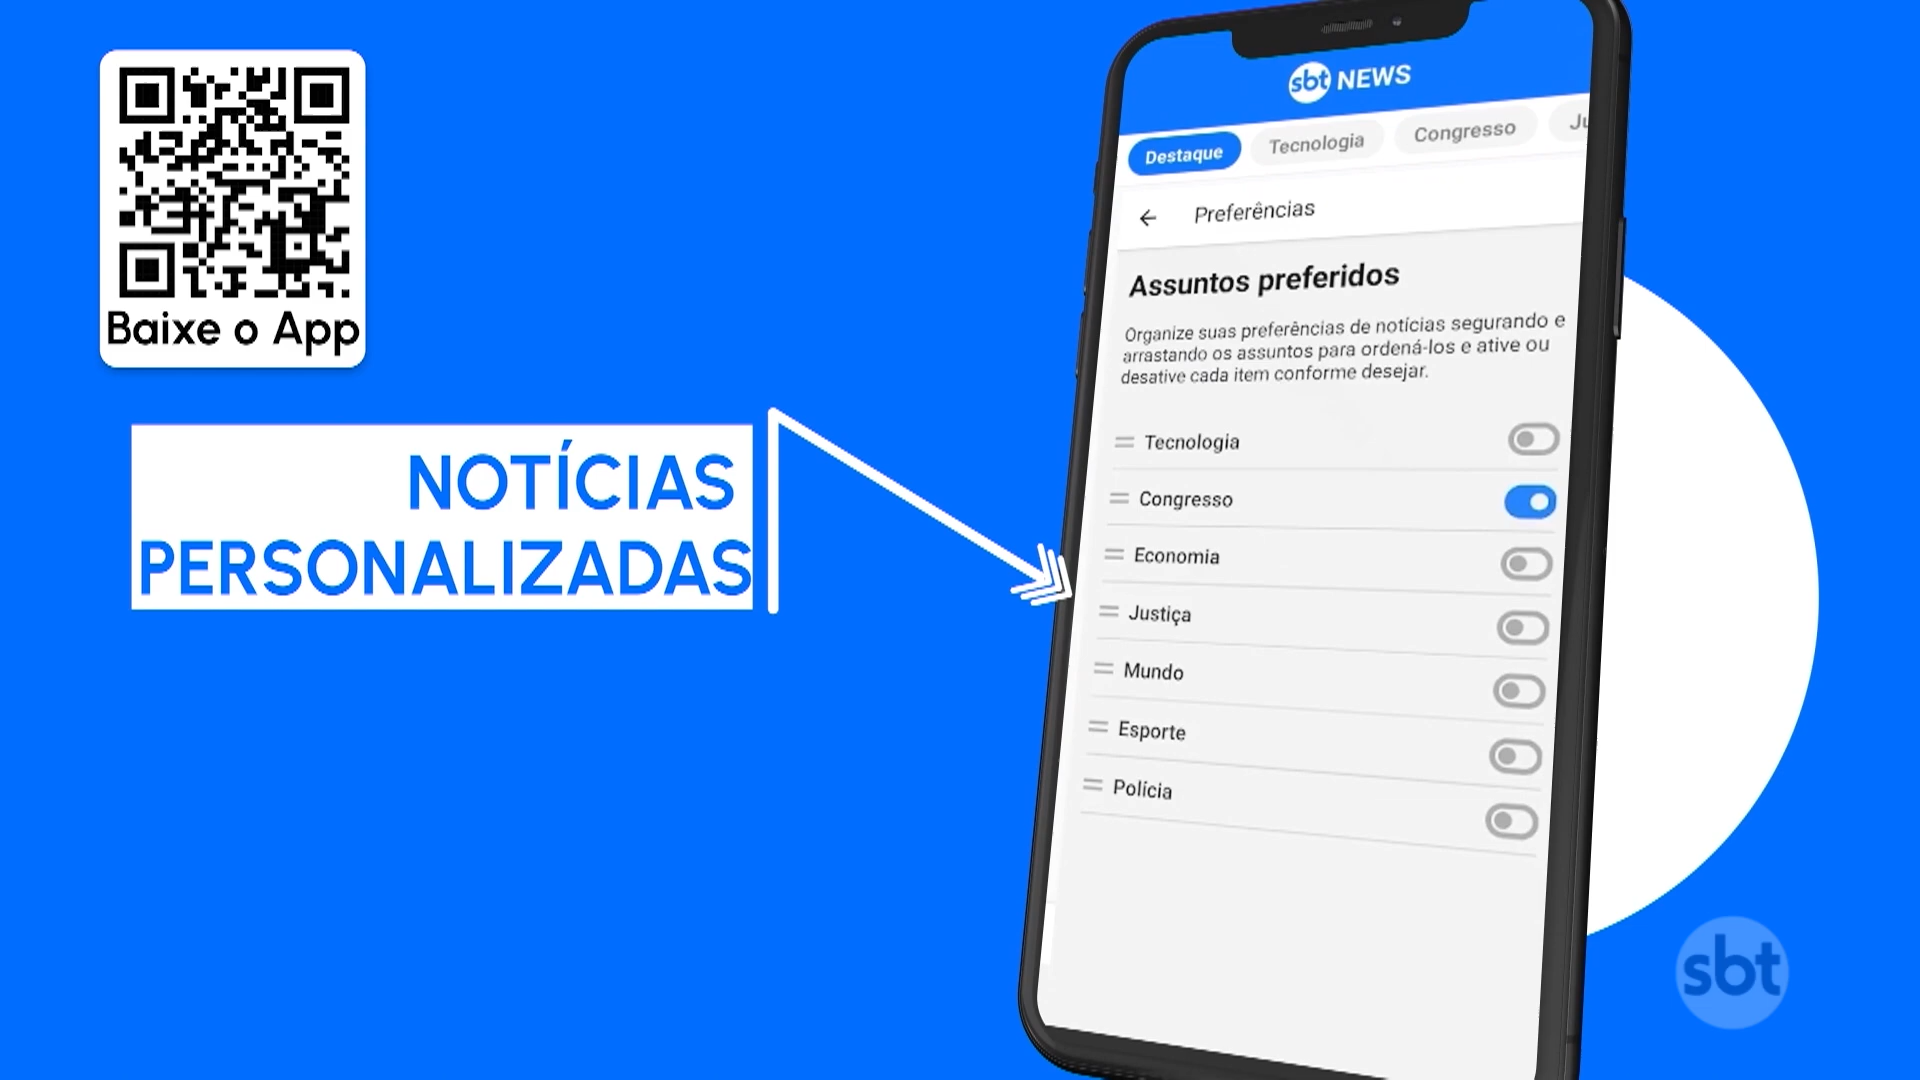 Baixe o App
NOTÍCIAS
PERSONALIZADAS
sbt NEWS
Destaque
Tecnologia
Congresso
Preferências
Assuntos preferidos
Organize suas preferências de notícias segurando e
arrastando os assuntos para ordená-los e ative ou
desative cada item conforme desejar.
Tecnologia
Congresso
Economia
Justiça
Mundo
Esporte
Polícia
sbt